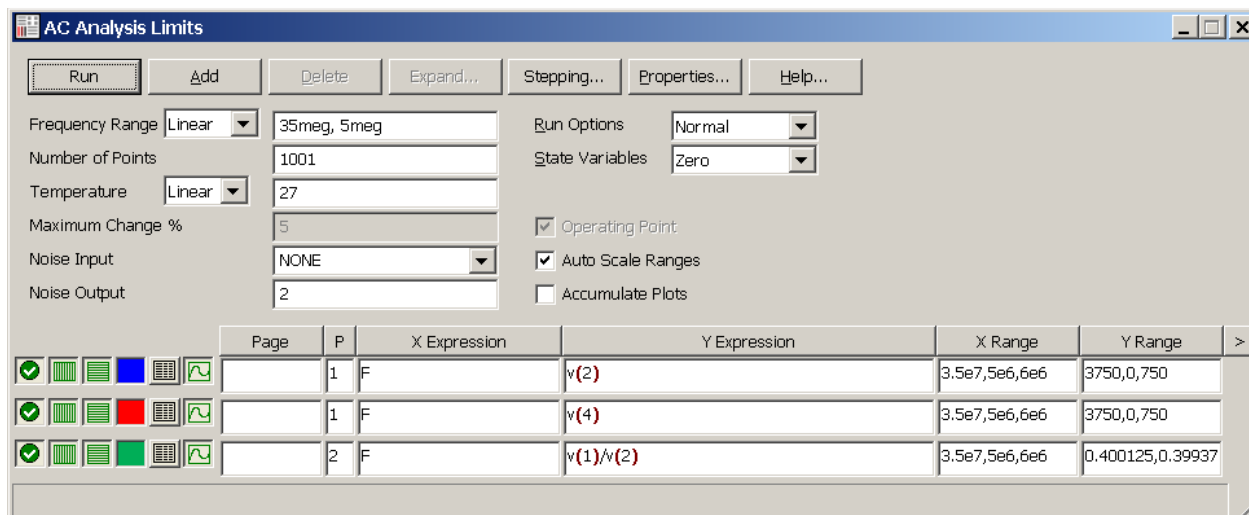 AC Analysis Limits
Run Add Delete Expand... Stepping... Properties... Help...
Frequency Range Linear 35meg, 5meg Run Options Normal
Number of Points 1001 State Variables Zero
Temperature Linear 27
Maximum Change % 5 Operating Point
Noise Input NONE Auto Scale Ranges
Noise Output 2 Accumulate Plots
Page P X Expression Y Expression X Range Y Range >
1 F v(2) 3.5e7,5e6,6e6 3750,0,750
1 F v(4) 3.5e7,5e6,6e6 3750,0,750
2 F v(1)/v(2) 3.5e7,5e6,6e6 0.400125,0.39937